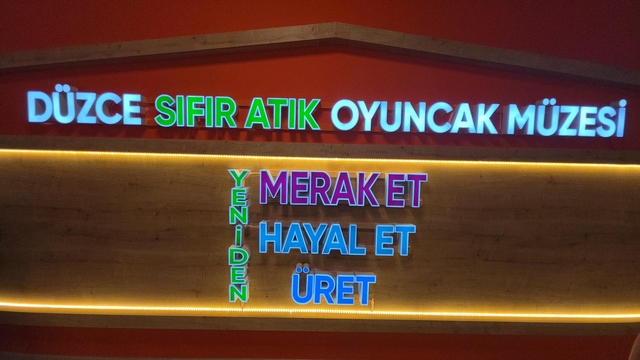 DÜZCE SIFIR ATIK OYUNCAK MÜZESİ
YENİDEN
MERAK ET
HAYAL ET
ÜRET